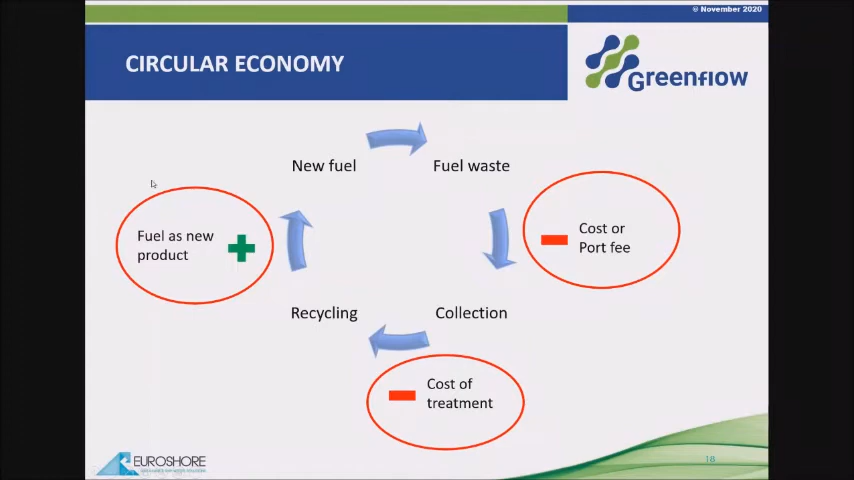 © November 2020
CIRCULAR ECONOMY
Greenflow
New fuel
Fuel waste
Fuel as new
product
Cost or
Port fee
Recycling
Collection
Cost of
treatment
EUROSHORE
18